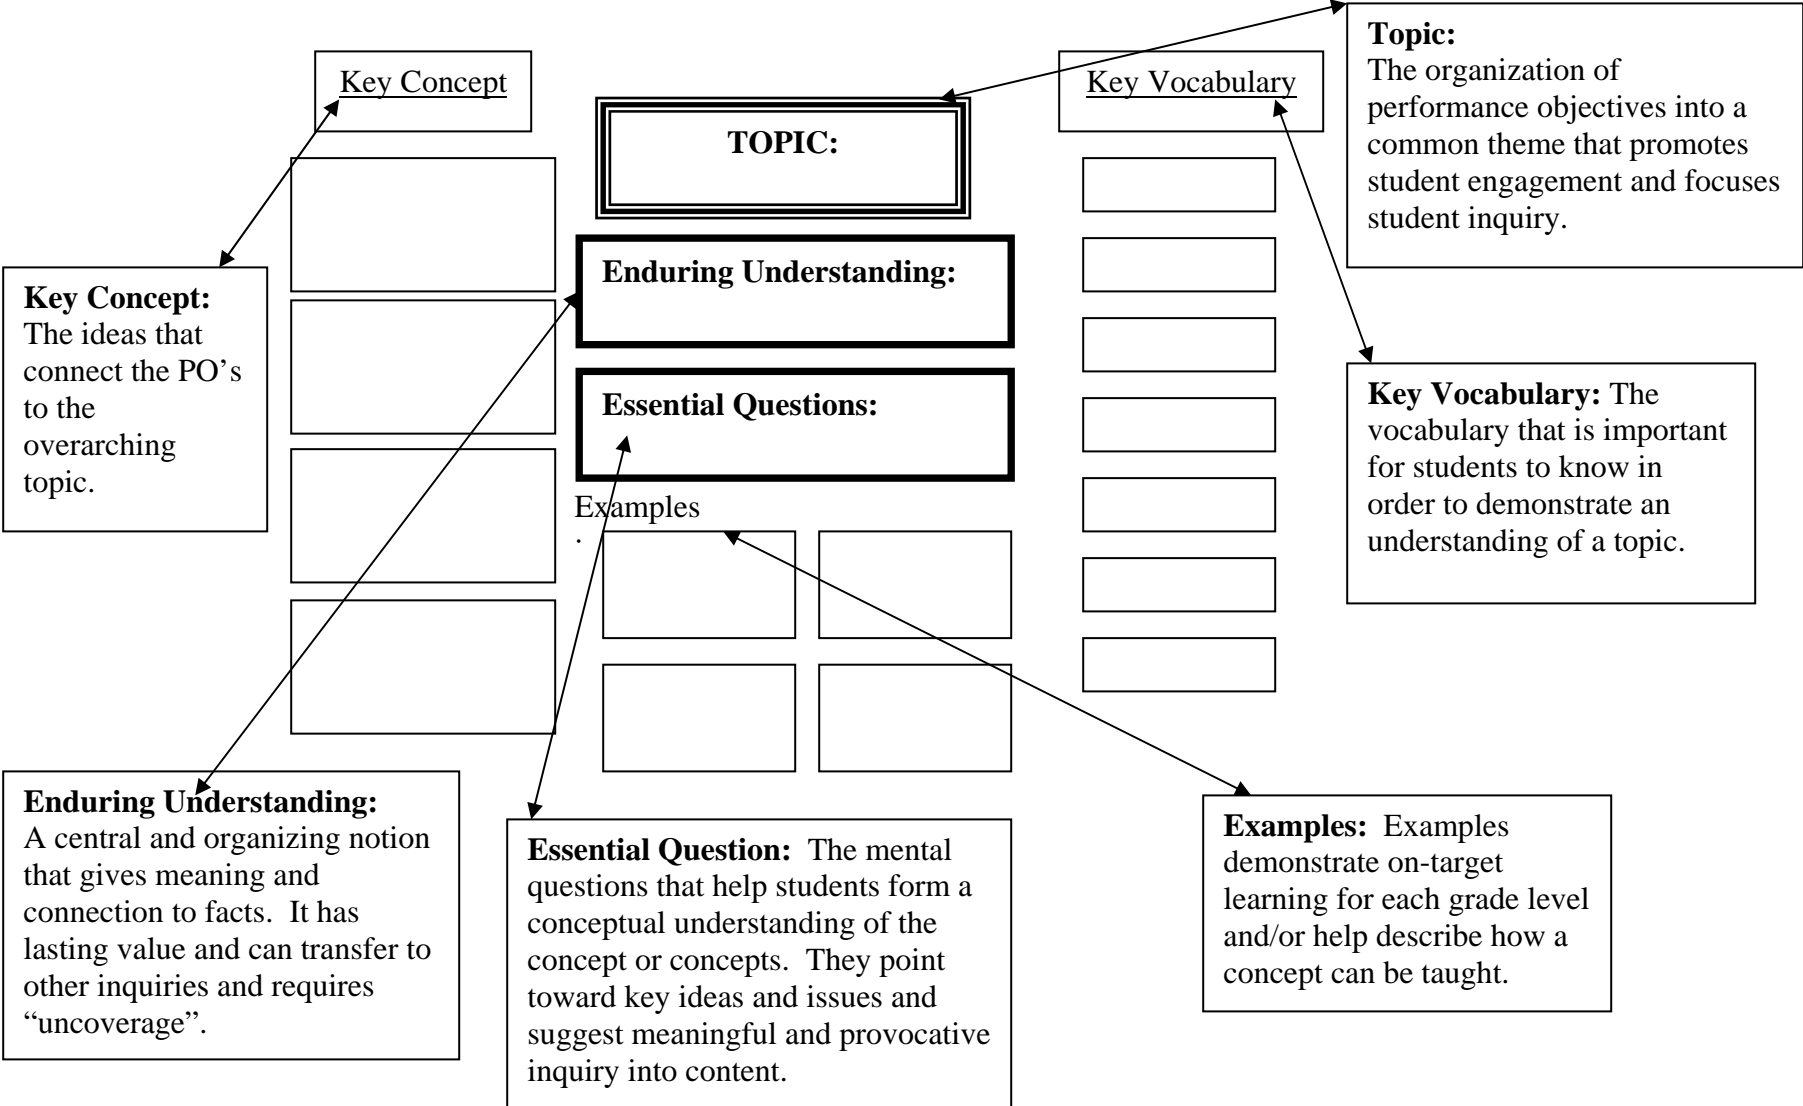 Key Concept
TOPIC:
Key Vocabulary
Topic:
The organization of
performance objectives into a
common theme that promotes
student engagement and focuses
student inquiry.
Key Concept:
The ideas that
connect the PO’s
to the
overarching
topic.
Enduring Understanding:
Essential Questions:
Key Vocabulary: The
vocabulary that is important
for students to know in
order to demonstrate an
understanding of a topic.
Examples
.
Enduring Understanding:
A central and organizing notion
that gives meaning and
connection to facts.  It has
lasting value and can transfer to
other inquiries and requires
“uncoverage”.
Essential Question:  The mental
questions that help students form a
conceptual understanding of the
concept or concepts.  They point
toward key ideas and issues and
suggest meaningful and provocative
inquiry into content.
Examples:  Examples
demonstrate on-target
learning for each grade level
and/or help describe how a
concept can be taught.